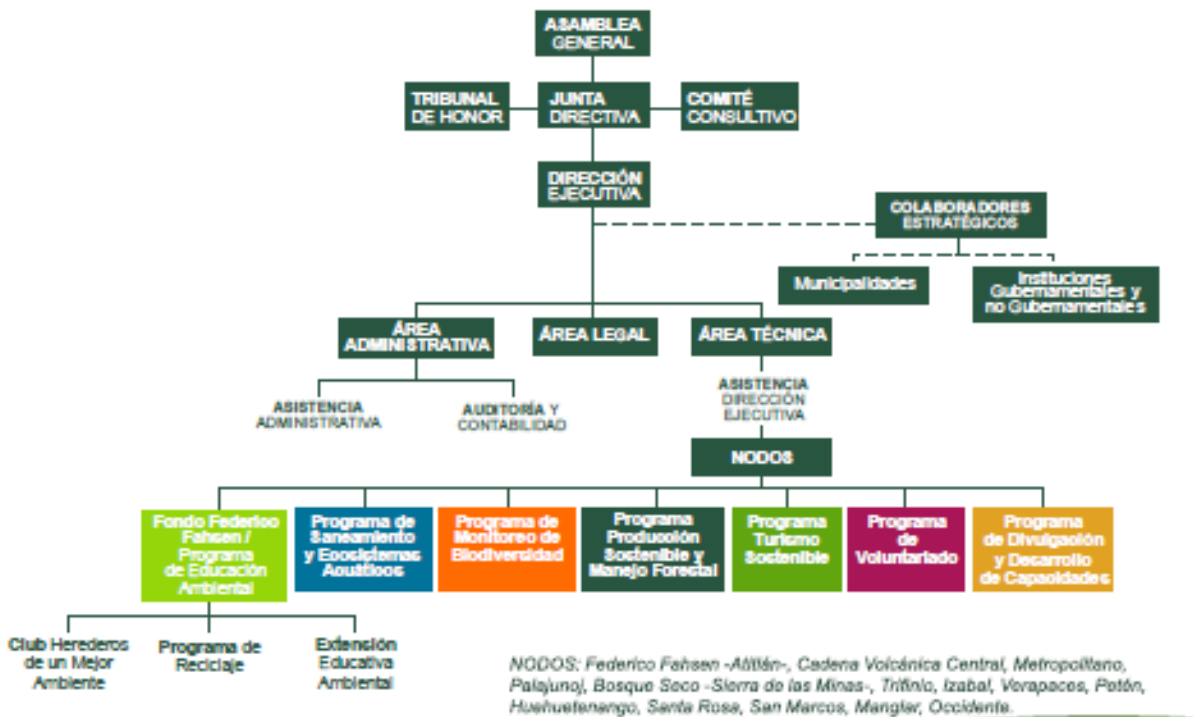 ASAMBLEA
GENERAL
TRIBUNAL
DE HONOR
JUNTA
DIRECTIVA
COMITÉ
CONSULTIVO
DIRECCIÓN
EJECUTIVA
COLABORADORES
ESTRATÉGICOS
Municipalidades
Instituciones
Gubernamentales y
no Gubernamentales
ÁREA
ADMINISTRATIVA
ÁREA LEGAL
ÁREA TÉCNICA
ASISTENCIA
ADMINISTRATIVA
AUDITORÍA Y
CONTABILIDAD
ASISTENCIA
DIRECCIÓN
EJECUTIVA
NODOS
Fondo Federico
Fahsen /
Programa
de Educación
Ambiental
Programa de
Saneamiento
y Ecosistemas
Acuáticos
Programa de
Monitoreo de
Biodiversidad
Programa
Producción
Sostenible y
Manejo Forestal
Programa
Turismo
Sostenible
Programa
de
Voluntariado
Programa
de Divulgación
y Desarrollo
de Capacidades
Club Herederos
de un Mejor
Ambiente
Programa de
Reciclaje
Extensión
Educativa
Ambiental
NODOS: Federico Fahsen -Atitlán-, Cadena Volcánica Central, Metropolitano,
Palajunoj, Bosque Seco -Sierra de las Minas-, Trifinio, Izabal, Verapaces, Petén,
Huehuetenango, Santa Rosa, San Marcos, Manglar, Occidente.